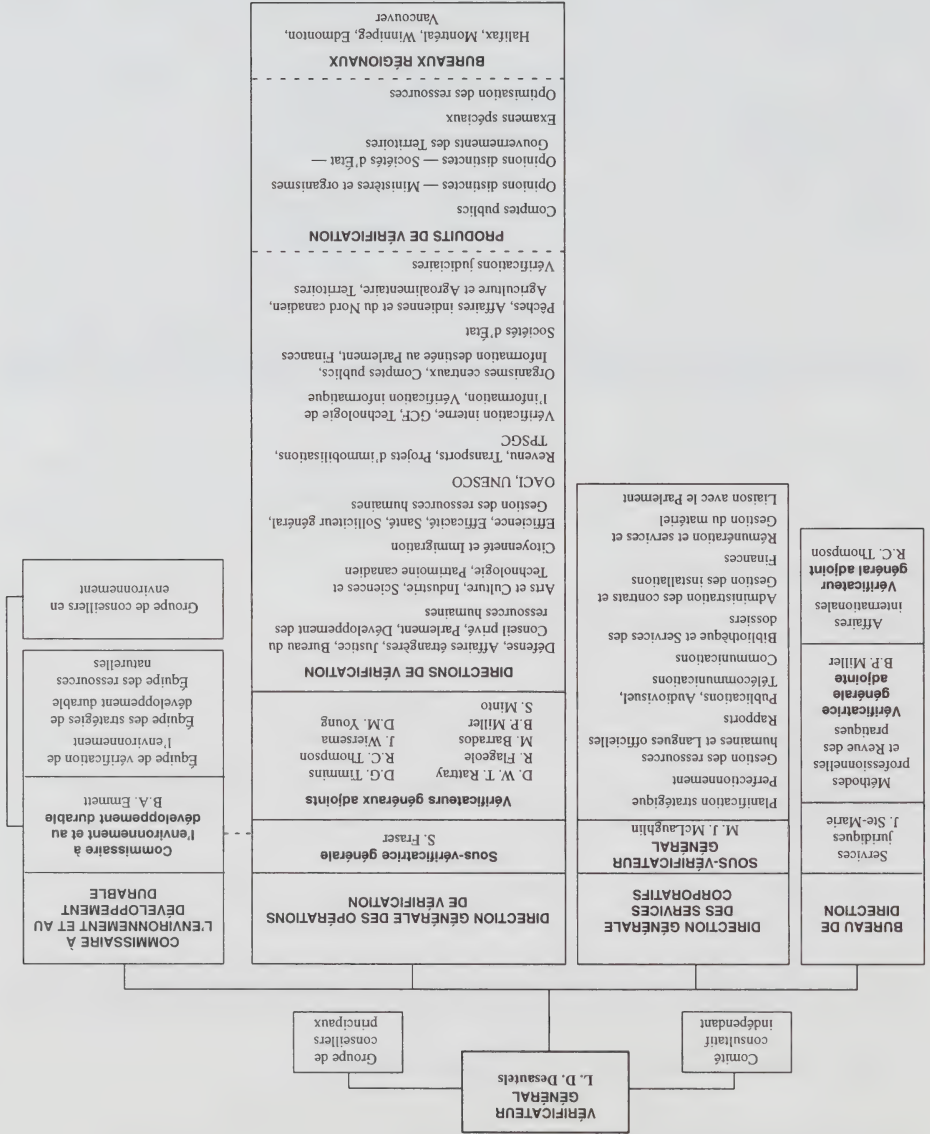 VÉRIFICATEUR
GÉNÉRAL
L. D. Desautels
Comité
consultatif
indépendant
Groupe de
conseillers
principaux
BUREAU DE
DIRECTION
Services
juridiques
J. Ste-Marie
Méthodes
professionnelles
et Revue des
pratiques
Vérificatrice
générale
adjointe
B.P. Miller
Affaires
internationales
Vérificateur
général adjoint
R.C. Thompson
DIRECTION GÉNÉRALE
DES SERVICES
CORPORATIFS
SOUS-VÉRIFICATEUR
GÉNÉRAL
M. J. McLaughlin
Planification stratégique
Perfectionnement
Gestion des ressources
humaines et Langues officielles
Rapports
Publications, Audiovisuel,
Télécommunications
Communications
Bibliothèque et Services des
dossiers
Administration des contrats et
Gestion des installations
Finances
Rémunération et services et
Gestion du matériel
Liaison avec le Parlement
DIRECTION GÉNÉRALE DES OPÉRATIONS
DE VÉRIFICATION
Sous-vérificatrice générale
S. Fraser
Vérificateurs généraux adjoints
D. W. T. Rattray D.G. Timmins
R. Flageole R.C. Thompson
M. Barrados J. Wiersema
B.P. Miller D.M. Young
S. Minto
DIRECTIONS DE VÉRIFICATION
Défense, Affaires étrangères, Justice, Bureau du
Conseil privé, Parlement, Développement des
ressources humaines
Arts et Culture, Industrie, Sciences et
Technologie, Patrimoine canadien
Citoyenneté et Immigration
Efficience, Efficacité, Santé, Solliciteur général,
Gestion des ressources humaines
OACI, UNESCO
Revenu, Transports, Projets d'immobilisations,
TPSGC
Vérification interne, GCF, Technologie de
l'information, Vérification informatique
Organismes centraux, Comptes publics,
Information destinée au Parlement, Finances
Sociétés d'État
Pêches, Affaires indiennes et du Nord canadien,
Agriculture et Agroalimentaire, Territoires
Vérifications judiciaires
PRODUITS DE VÉRIFICATION
Comptes publics
Opinions distinctes — Ministères et organismes
Opinions distinctes — Sociétés d'État —
Gouvernements des Territoires
Examens spéciaux
Optimisation des ressources
BUREAUX RÉGIONAUX
Halifax, Montréal, Winnipeg, Edmonton,
Vancouver
COMMISSAIRE À
L'ENVIRONNEMENT ET AU
DÉVELOPPEMENT
DURABLE
Commissaire à
l'environnement et au
développement durable
B.A. Emmett
Équipe de vérification de
l'environnement
Équipe des stratégies de
développement durable
Équipe des ressources
naturelles
Groupe de conseillers en
environnement